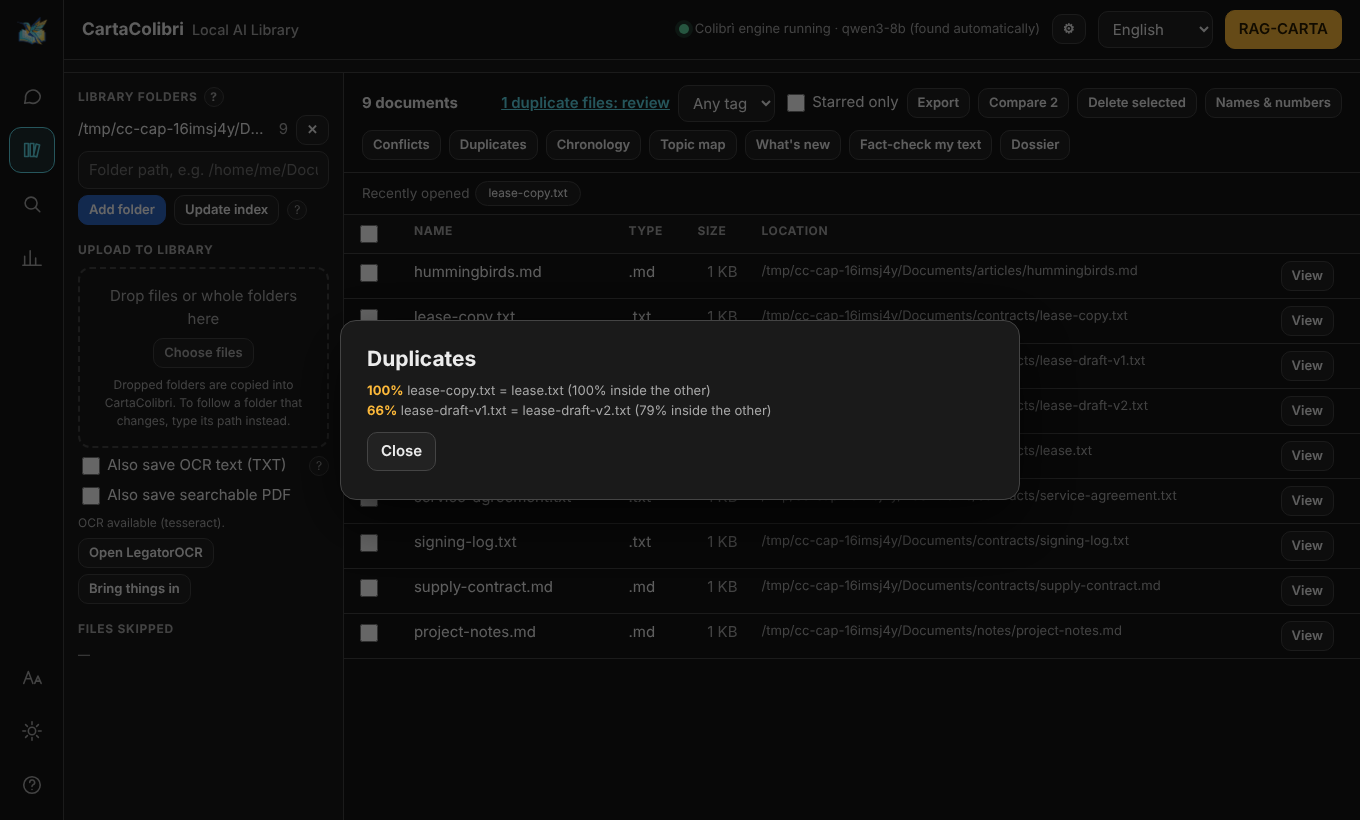 CartaColibri Local AI Library
Colibrì engine running · qwen3-8b (found automatically)
English
RAG-CARTA
LIBRARY FOLDERS ?
/tmp/cc-cap-16imsj4y/D... 9 ×
Folder path, e.g. /home/me/Docu
Add folder Update index ?
UPLOAD TO LIBRARY
Drop files or whole folders
here
Choose files
Dropped folders are copied into
CartaColibri. To follow a folder that
changes, type its path instead.
Also save OCR text (TXT) ?
Also save searchable PDF
OCR available (tesseract).
Open LegatorOCR
Bring things in
FILES SKIPPED
—
9 documents 1 duplicate files: review Any tag Starred only Export Compare 2 Delete selected Names & numbers
Conflicts Duplicates Chronology Topic map What's new Fact-check my text Dossier
Recently opened lease-copy.txt
NAME TYPE SIZE LOCATION
hummingbirds.md .md 1 KB /tmp/cc-cap-16imsj4y/Documents/articles/hummingbirds.md View
lease-copy.txt .txt 1 KB /tmp/cc-cap-16imsj4y/Documents/contracts/lease-copy.txt View
cts/lease-draft-v1.txt View
cts/lease-draft-v2.txt View
cts/lease.txt View
service-agreement.txt .txt 1 KB cts/service-agreement.txt View
signing-log.txt .txt 1 KB /tmp/cc-cap-16imsj4y/Documents/contracts/signing-log.txt View
supply-contract.md .md 1 KB /tmp/cc-cap-16imsj4y/Documents/contracts/supply-contract.md View
project-notes.md .md 1 KB /tmp/cc-cap-16imsj4y/Documents/notes/project-notes.md View
Duplicates
100% lease-copy.txt = lease.txt (100% inside the other)
66% lease-draft-v1.txt = lease-draft-v2.txt (79% inside the other)
Close
AA